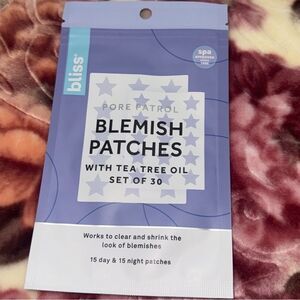 bliss
spa
PORE PATROL
BLEMISH
PATCHES
WITH TEA TREE OIL
SET OF 30
Works to clear and shrink the
look of blemishes
15 day & 15 night patches